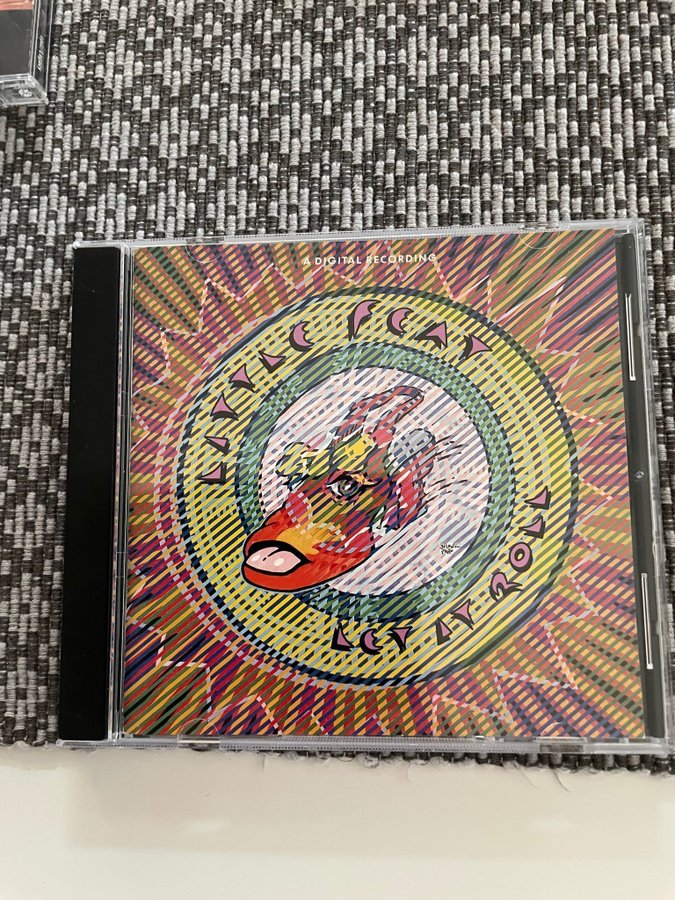 A DIGITAL RECORDING
LITTLE FEAT
LET IT ROLL